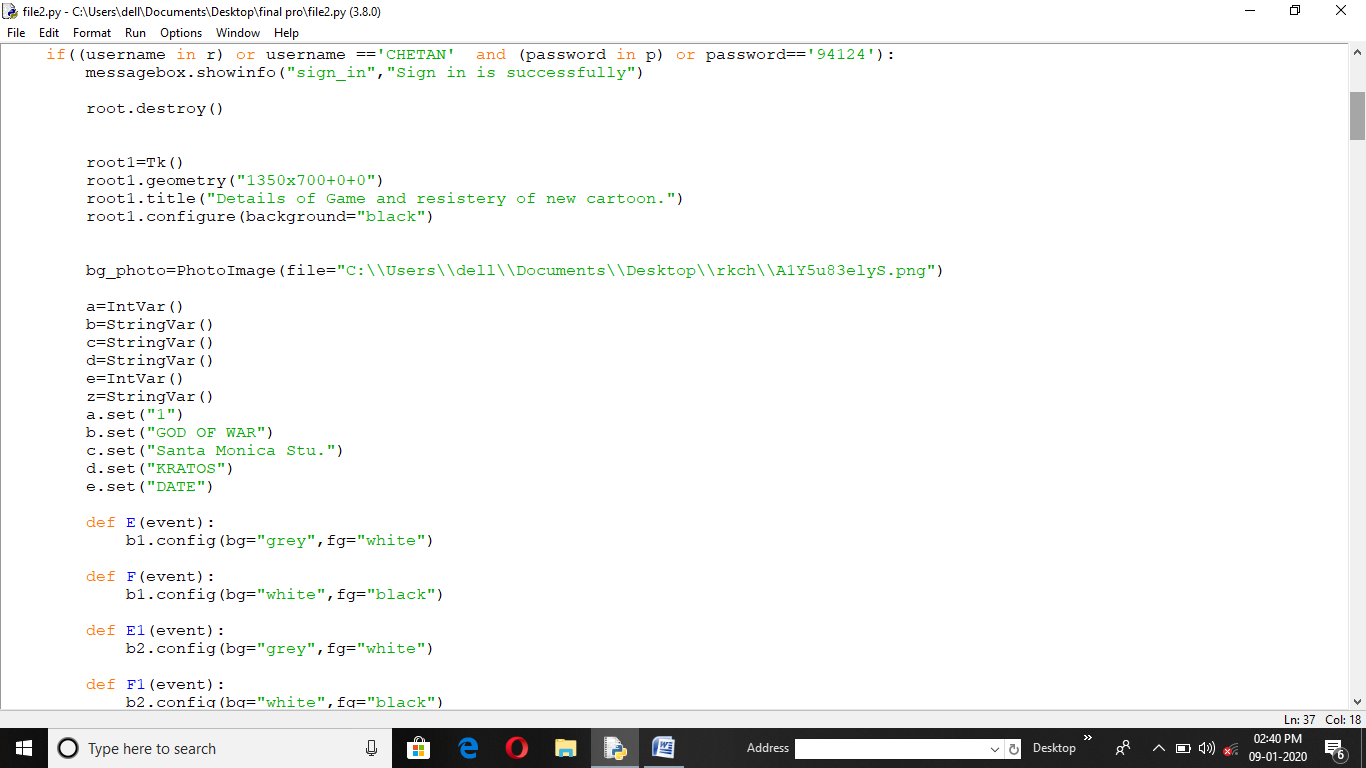 file2.py - C:\Users\dell\Documents\Desktop\final pro\file2.py (3.8.0)
File Edit Format Run Options Window Help
if((username in r) or username =='CHETAN'  and (password in p) or password=='94124'):
    messagebox.showinfo("sign_in","Sign in is successfully")
    root.destroy()
    root1=Tk()
    root1.geometry("1350x700+0+0")
    root1.title("Details of Game and resistery of new cartoon.")
    root1.configure(background="black")
    bg_photo=PhotoImage(file="C:\\Users\\dell\\Documents\\Desktop\\rkch\\A1Y5u83elyS.png")
    a=IntVar()
    b=StringVar()
    c=StringVar()
    d=StringVar()
    e=IntVar()
    z=StringVar()
    a.set("1")
    b.set("GOD OF WAR")
    c.set("Santa Monica Stu.")
    d.set("KRATOS")
    e.set("DATE")
    def E(event):
        b1.config(bg="grey",fg="white")
    def F(event):
        b1.config(bg="white",fg="black")
    def E1(event):
        b2.config(bg="grey",fg="white")
    def F1(event):
        b2.config(bg="white",fg="black")
Ln: 37 Col: 18
Type here to search
Address
Desktop
02:40 PM
09-01-2020
6